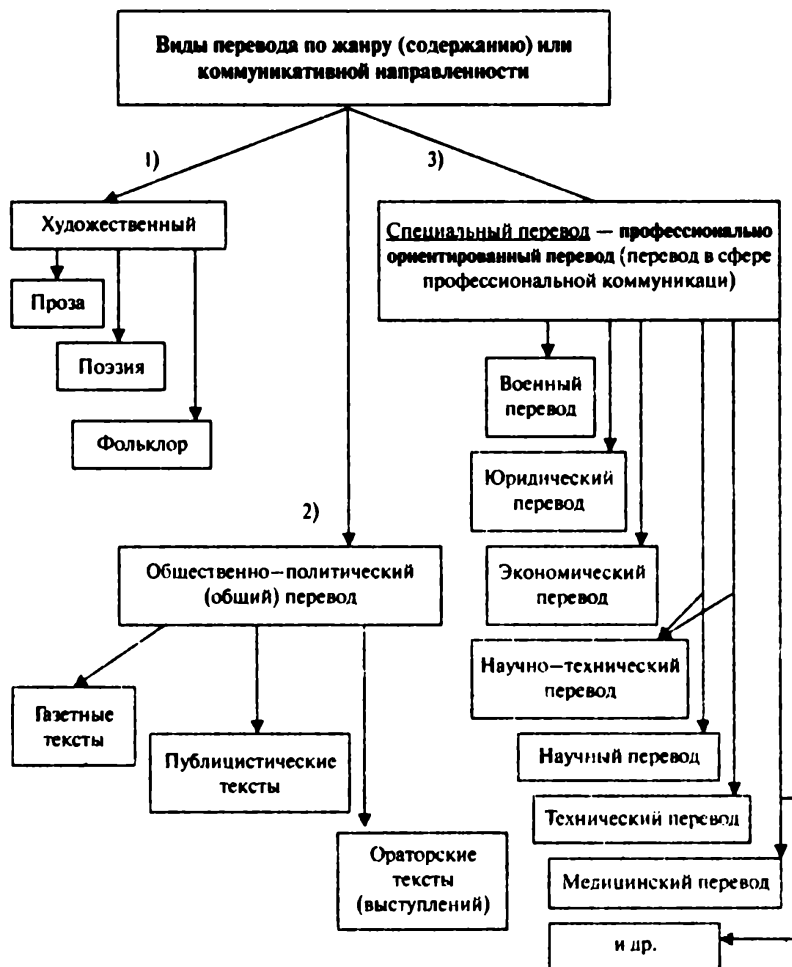 Виды перевода по жанру (содержанию) или
коммуникативной направленности
1)
3)
Художественный
Проза
Поэзия
Фольклор
Специальный перевод — профессионально
ориентированный перевод (перевод в сфере
профессиональной коммуникаци)
Военный
перевод
Юридический
перевод
2)
Общественно—политический
(общий) перевод
Экономический
перевод
Научно—технический
перевод
Газетные
тексты
Публицистические
тексты
Научный перевод
Технический перевод
Ораторские
тексты
(выступлений)
Медицинский перевод
и др.